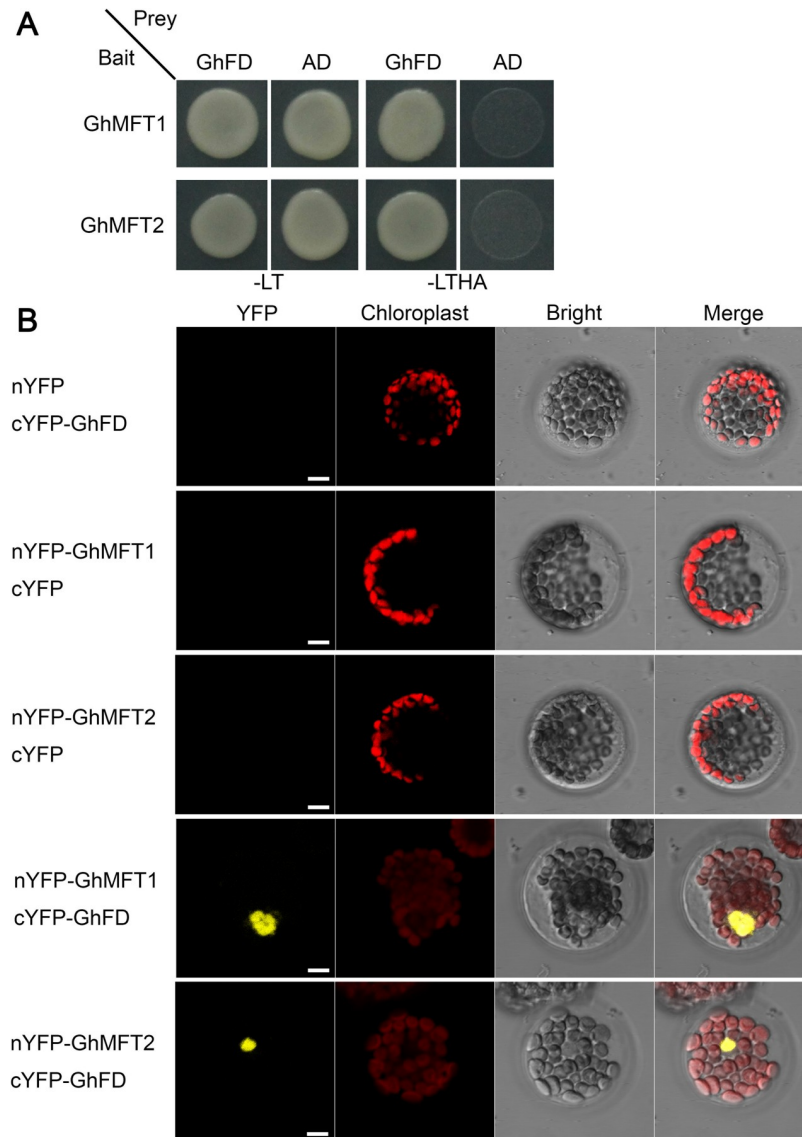 A
Prey
Bait
GhFD AD GhFD AD
GhMFT1
GhMFT2
-LT -LTHA
B
YFP Chloroplast Bright Merge
nYFP
cYFP-GhFD
nYFP-GhMFT1
cYFP
nYFP-GhMFT2
cYFP
nYFP-GhMFT1
cYFP-GhFD
nYFP-GhMFT2
cYFP-GhFD